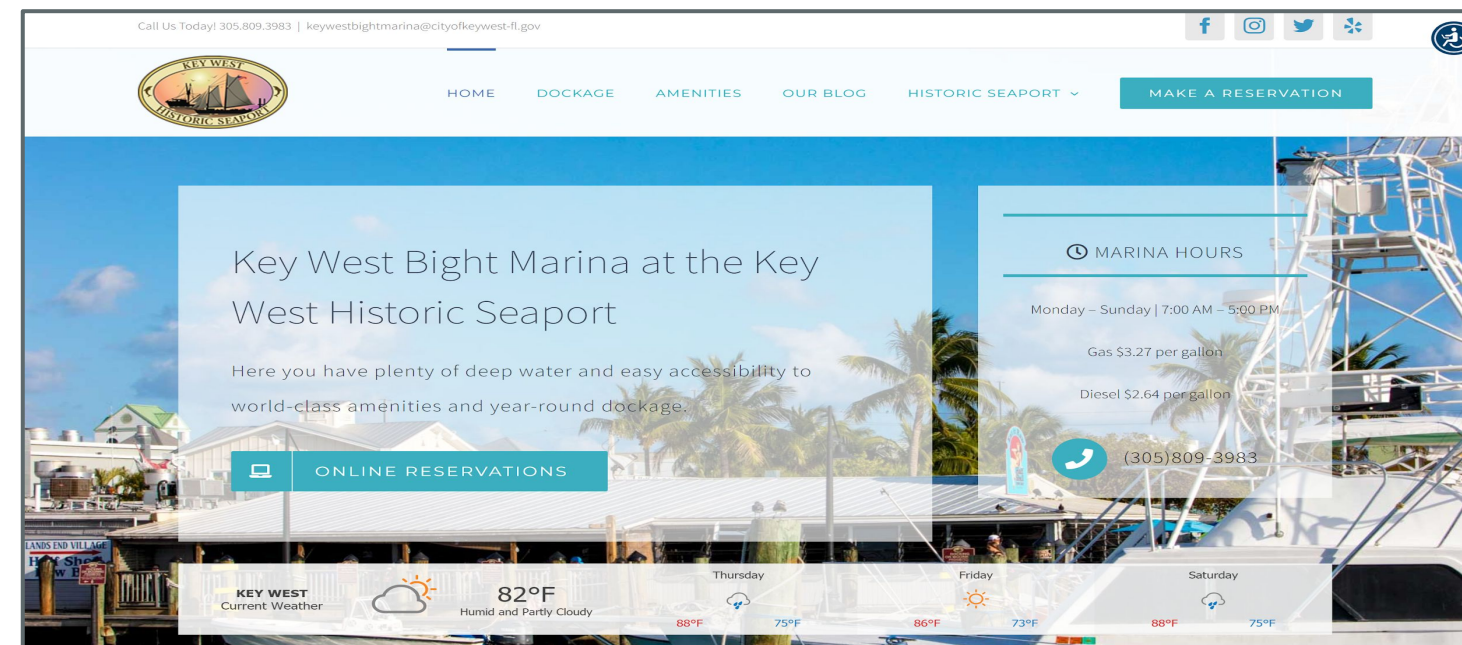 Call Us Today! 305.809.3983 | keywestbightmarina@cityofkeywest-fl.gov
KEY WEST
HISTORIC SEAPORT
HOME
DOCKAGE
AMENITIES
OUR BLOG
HISTORIC SEAPORT
MAKE A RESERVATION
Key West Bight Marina at the Key
West Historic Seaport
Here you have plenty of deep water and easy accessibility to
world-class amenities and year-round dockage.
ONLINE RESERVATIONS
MARINA HOURS
Monday – Sunday | 7:00 AM – 5:00 PM
Gas $3.27 per gallon
Diesel $2.64 per gallon
(305)809-3983
LANDS END VILLAGE
KEY WEST
Current Weather
82°F
Humid and Partly Cloudy
Thursday
88°F 75°F
Friday
86°F 73°F
Saturday
88°F 75°F